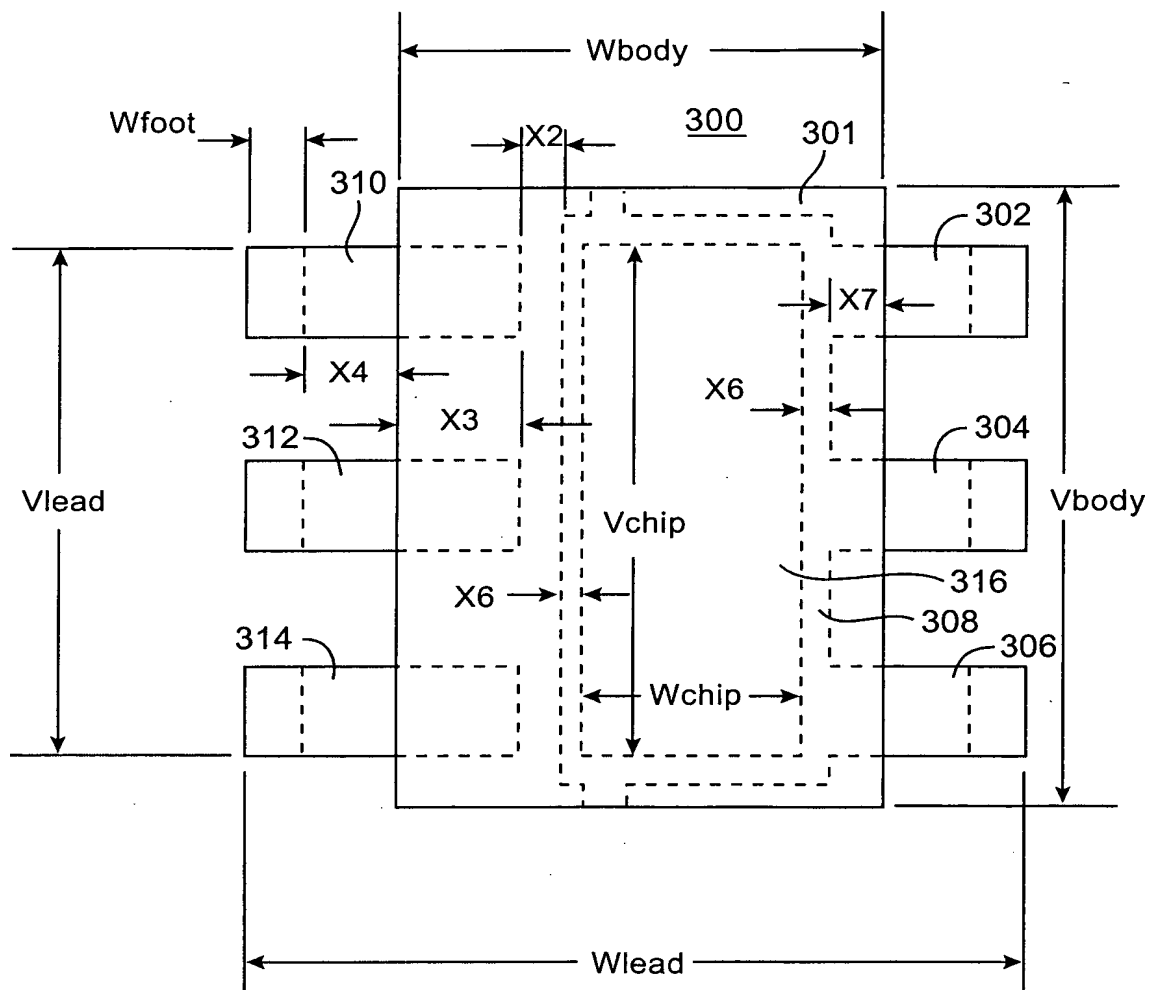 Wbody
Wfoot
X2
300
301
310
302
X7
X4
X6
X3
312
304
Vlead
Vchip
Vbody
316
X6
308
314
306
Wchip
Wlead